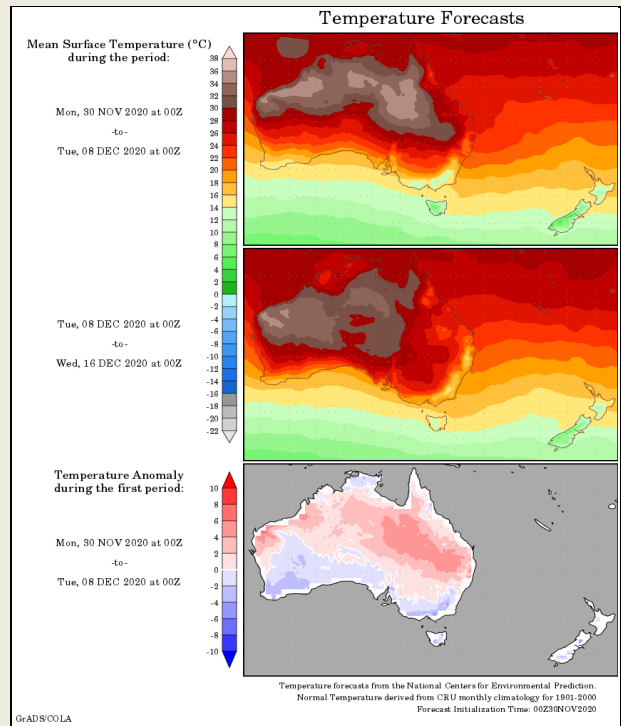 Temperature Forecasts
Mean Surface Temperature (°C)
during the period:
Mon, 30 NOV 2020 at 00Z
-to-
Tue, 08 DEC 2020 at 00Z
38
36
34
32
30
28
26
24
22
20
18
16
14
12
10
8
6
4
2
0
-2
-4
-6
-8
-10
-14
-16
-18
-20
-22
Tue, 08 DEC 2020 at 00Z
-to-
Wed, 16 DEC 2020 at 00Z
Temperature Anomaly
during the first period:
Mon, 30 NOV 2020 at 00Z
-to-
Tue, 08 DEC 2020 at 00Z
10
8
6
4
2
0
-2
-4
-6
-8
-10
Temperature forecasts from the National Centers for Environmental Prediction.
Normal Temperature derived from CRU monthly climatology for 1901-2000
Forecast Initialization Time: 00Z30NOV2020
GrADS/COLA